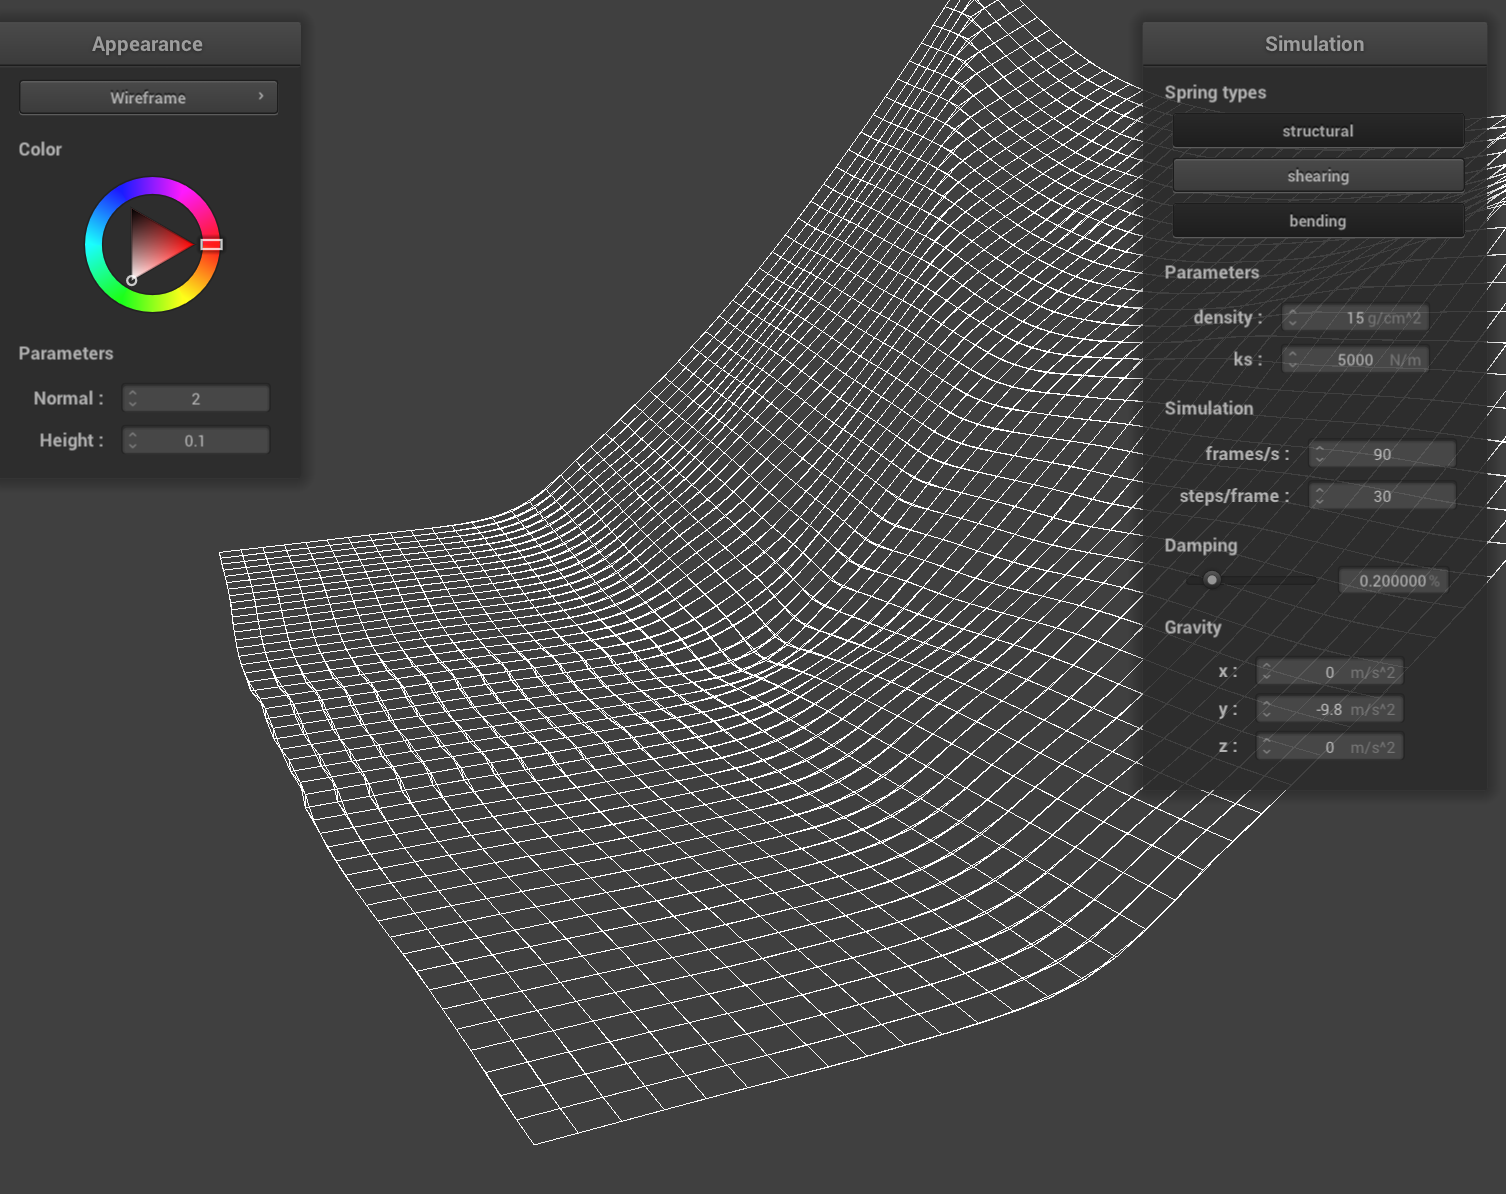 Appearance
Wireframe
Color
Parameters
Normal : 2
Height : 0.1
Simulation
Spring types
structural
shearing
bending
Parameters
density : 15 g/cm^2
ks : 5000 N/m
Simulation
frames/s : 90
steps/frame : 30
Damping
0.200000 %
Gravity
x : 0 m/s^2
y : -9.8 m/s^2
z : 0 m/s^2